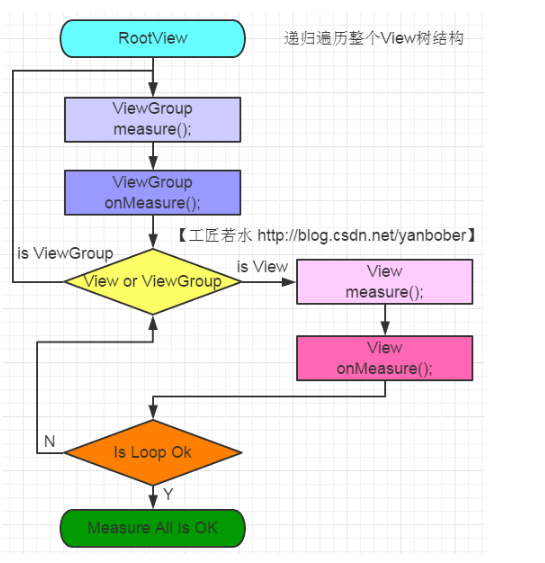 RootView
递归遍历整个View树结构
ViewGroup
measure();
ViewGroup
onMeasure();
【工匠若水 http://blog.csdn.net/yanbober】
is ViewGroup
View or ViewGroup
is View
View
measure();
View
onMeasure();
N
Is Loop Ok
Y
Measure All Is OK